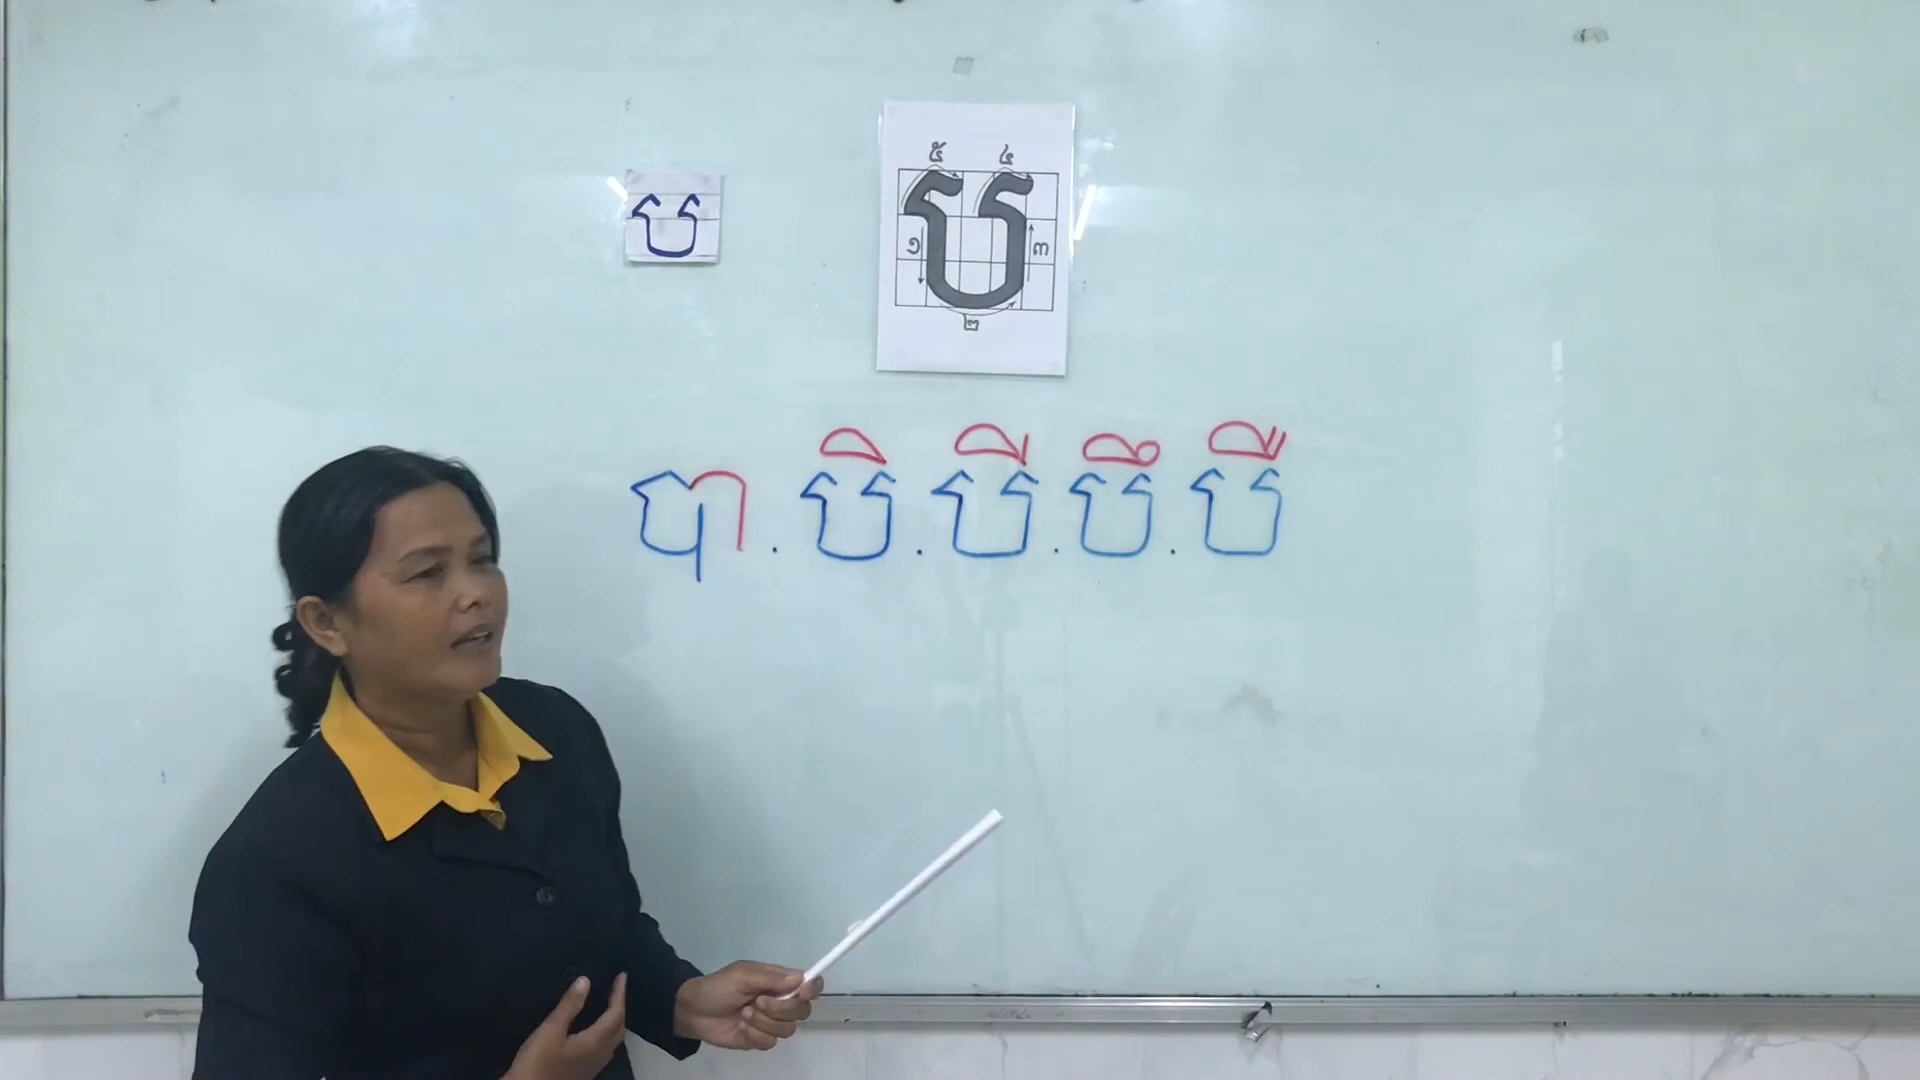 ប
៥ ៤
ប
១ ៣
២
បា . បិ . បី . បឹ . បឺ